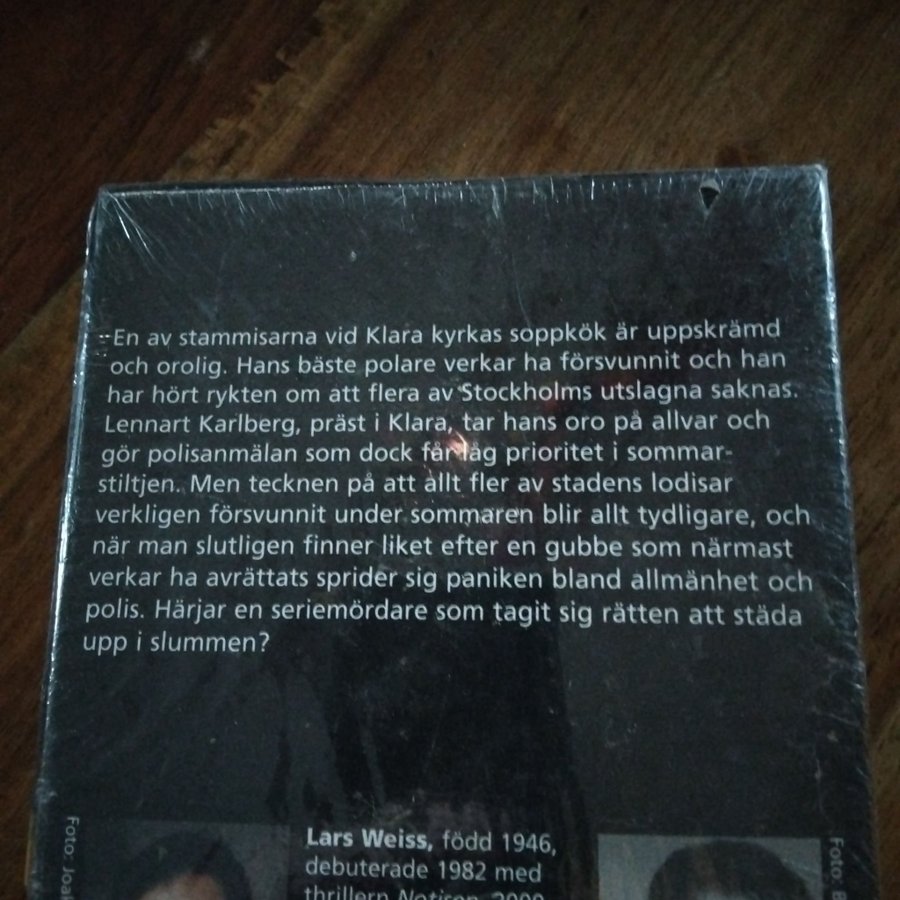 En av stammisarna vid Klara kyrkas soppkök är uppskrämd
och orolig. Hans bäste polare verkar ha försvunnit och han
har hört rykten om att flera av Stockholms utslagna saknas.
Lennart Karlberg, präst i Klara, tar hans oro på allvar och
gör polisanmälan som dock får låg prioritet i sommar-
stiltjen. Men tecknen på att allt fler av stadens lodisar
verkligen försvunnit under sommaren blir allt tydligare, och
när man slutligen finner liket efter en gubbe som närmast
verkar ha avrättats sprider sig paniken bland allmänhet och
polis. Härjar en seriemördare som tagit sig rätten att städa
upp i slummen?
Foto:
Lars Weiss, född 1946,
debuterade 1982 med
thrillern
Foto: